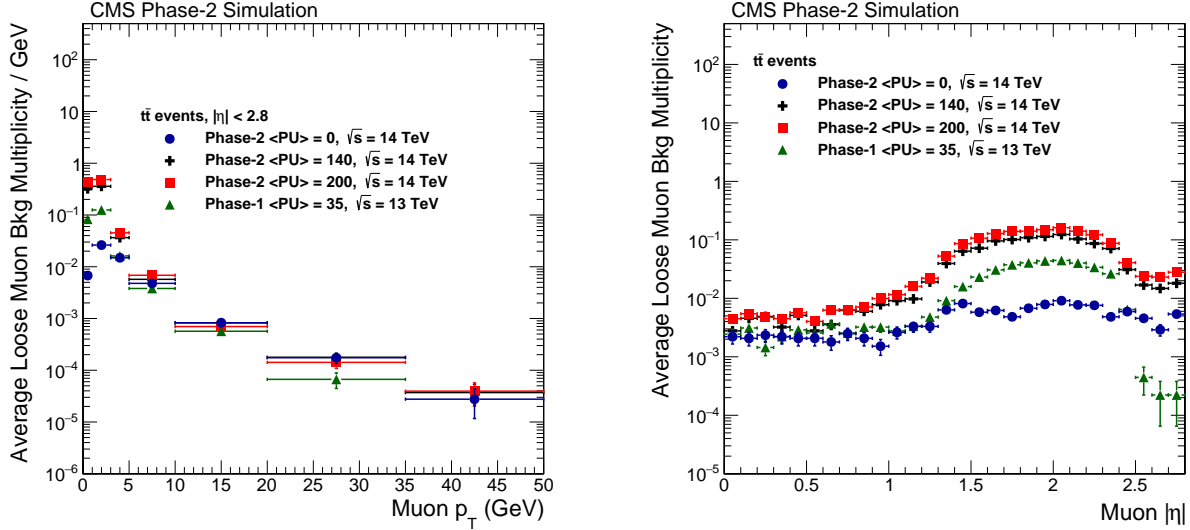 CMS Phase-2 Simulation
Average Loose Muon Bkg Multiplicity / GeV
10²
10
1
10⁻¹
10⁻²
10⁻³
10⁻⁴
10⁻⁵
10⁻⁶
tt̄ events, |η| < 2.8
Phase-2 <PU> = 0, √s = 14 TeV
Phase-2 <PU> = 140, √s = 14 TeV
Phase-2 <PU> = 200, √s = 14 TeV
Phase-1 <PU> = 35, √s = 13 TeV
0 5 10 15 20 25 30 35 40 45 50
Muon p_T (GeV)
CMS Phase-2 Simulation
Average Loose Muon Bkg Multiplicity
10²
10
1
10⁻¹
10⁻²
10⁻³
10⁻⁴
10⁻⁵
tt̄ events
Phase-2 <PU> = 0, √s = 14 TeV
Phase-2 <PU> = 140, √s = 14 TeV
Phase-2 <PU> = 200, √s = 14 TeV
Phase-1 <PU> = 35, √s = 13 TeV
0 0.5 1 1.5 2 2.5
Muon |η|